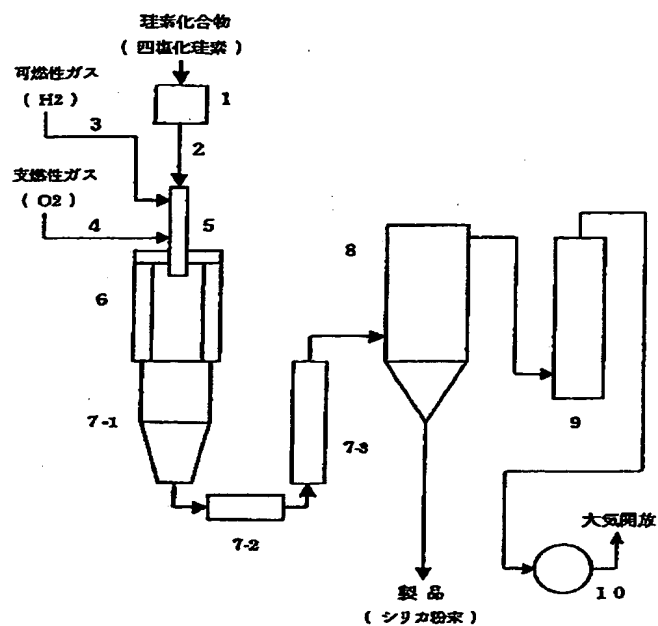 珪素化合物
( 四塩化珪素 )
可燃性ガス
( H2 )
1
3
2
支燃性ガス
( O2 )
4
5
8
6
7-1
7-3
9
7-2
大気開放
10
製品
( シリカ粉末 )